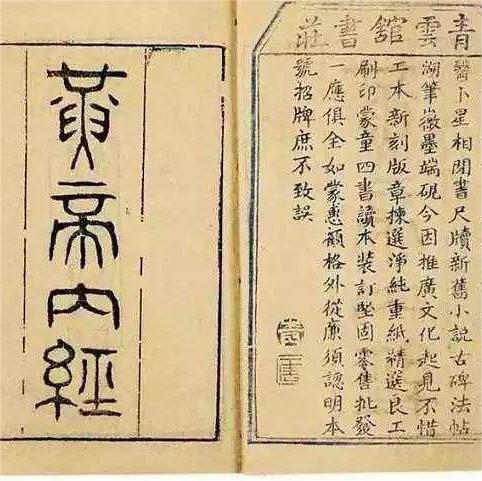 青雲舘書莊
醫卜星相閒書尺牘新舊小說古碑法帖
湖筆徽墨端硯今因推廣文化起見不惜
工本新刻版章揀選淨純重紙精選良工
刷印蒙童四書讀本裝訂堅固零售批發
一應俱全如蒙惠顧格外從廉須認明本
號招牌庶不致誤
黃帝內經